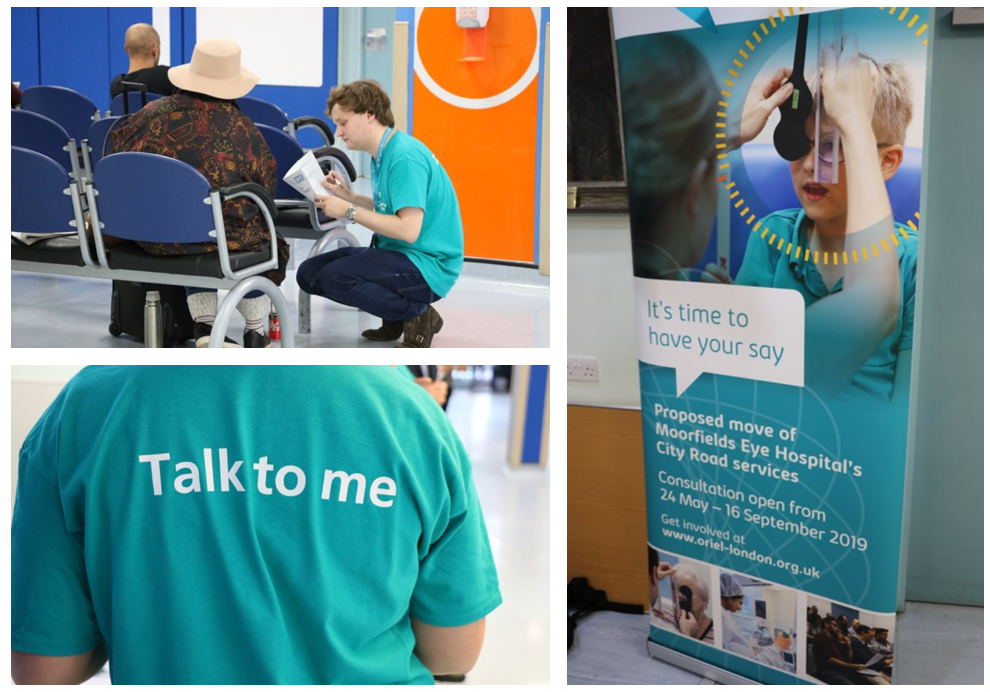 Talk to me
It's time to
have your say
Proposed move of
Moorfields Eye Hospital's
City Road services
Consultation open from
24 May – 16 September 2019
Get involved at
www.oriel-london.org.uk